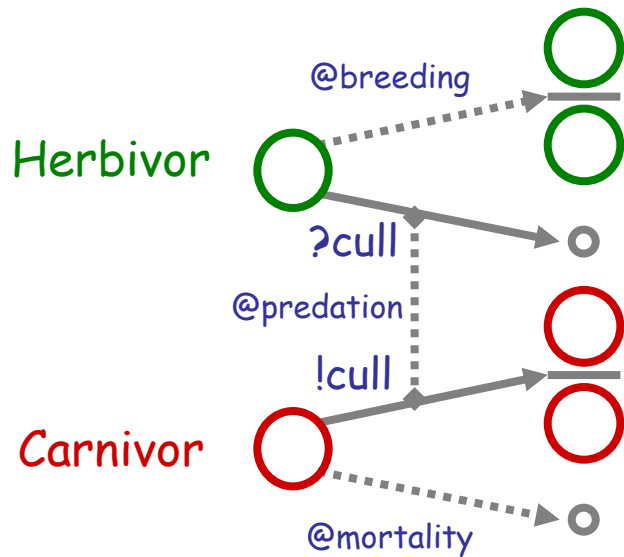 @breeding
Herbivor
?cull
@predation
!cull
Carnivor
@mortality